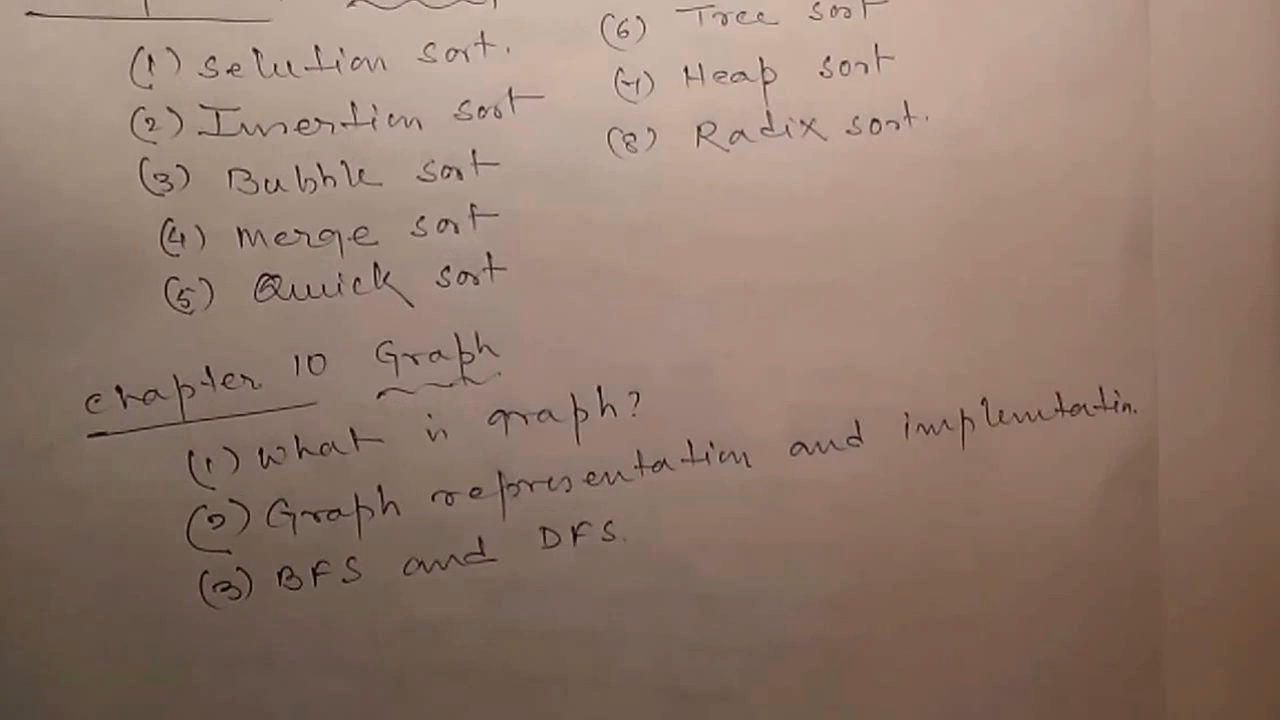 (1) Selution sort.
(2) Insertion sort
(3) Bubble sort
(4) merge sort
(5) Quick sort
(6) Tree sort
(7) Heap sort
(8) Radix sort.
Chapter 10 Graph
(1) What is graph?
(2) Graph representation and implemtatin.
(3) BFS and DFS.